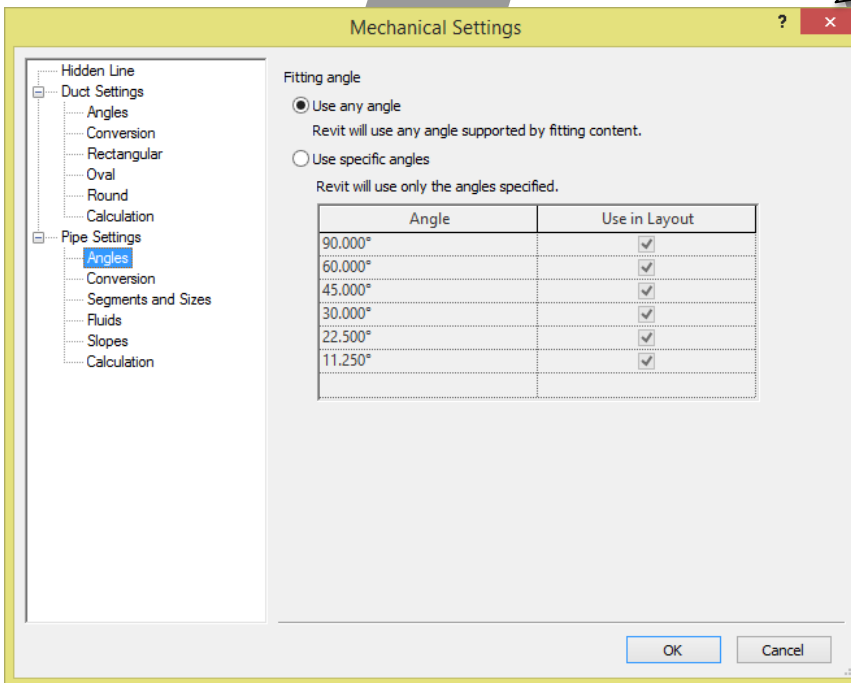 Mechanical Settings
?
×
Hidden Line
Duct Settings
Angles
Conversion
Rectangular
Oval
Round
Calculation
Pipe Settings
Angles
Conversion
Segments and Sizes
Fluids
Slopes
Calculation
Fitting angle
Use any angle
Revit will use any angle supported by fitting content.
Use specific angles
Revit will use only the angles specified.
Angle Use in Layout
90.000°
60.000°
45.000°
30.000°
22.500°
11.250°
OK Cancel